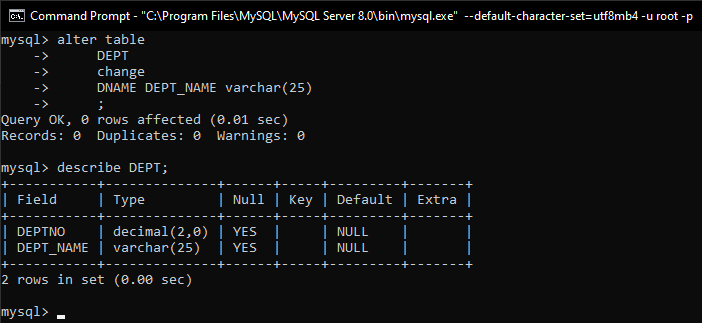 Command Prompt - "C:\Program Files\MySQL\MySQL Server 8.0\bin\mysql.exe"  --default-character-set=utf8mb4 -u root -p
mysql> alter table
    ->      DEPT
    ->      change
    ->      DNAME DEPT_NAME varchar(25)
    ->      ;
Query OK, 0 rows affected (0.01 sec)
Records: 0  Duplicates: 0  Warnings: 0

mysql> describe DEPT;
+-----------+--------------+------+-----+---------+-------+
| Field     | Type         | Null | Key | Default | Extra |
+-----------+--------------+------+-----+---------+-------+
| DEPTNO    | decimal(2,0) | YES  |     | NULL    |       |
| DEPT_NAME | varchar(25)  | YES  |     | NULL    |       |
+-----------+--------------+------+-----+---------+-------+
2 rows in set (0.00 sec)

mysql> _